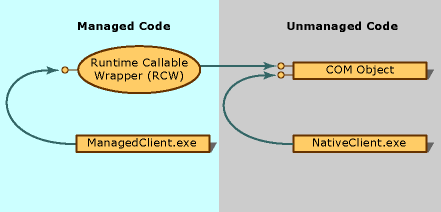 Managed Code
Unmanaged Code
Runtime Callable
Wrapper (RCW)
COM Object
ManagedClient.exe
NativeClient.exe